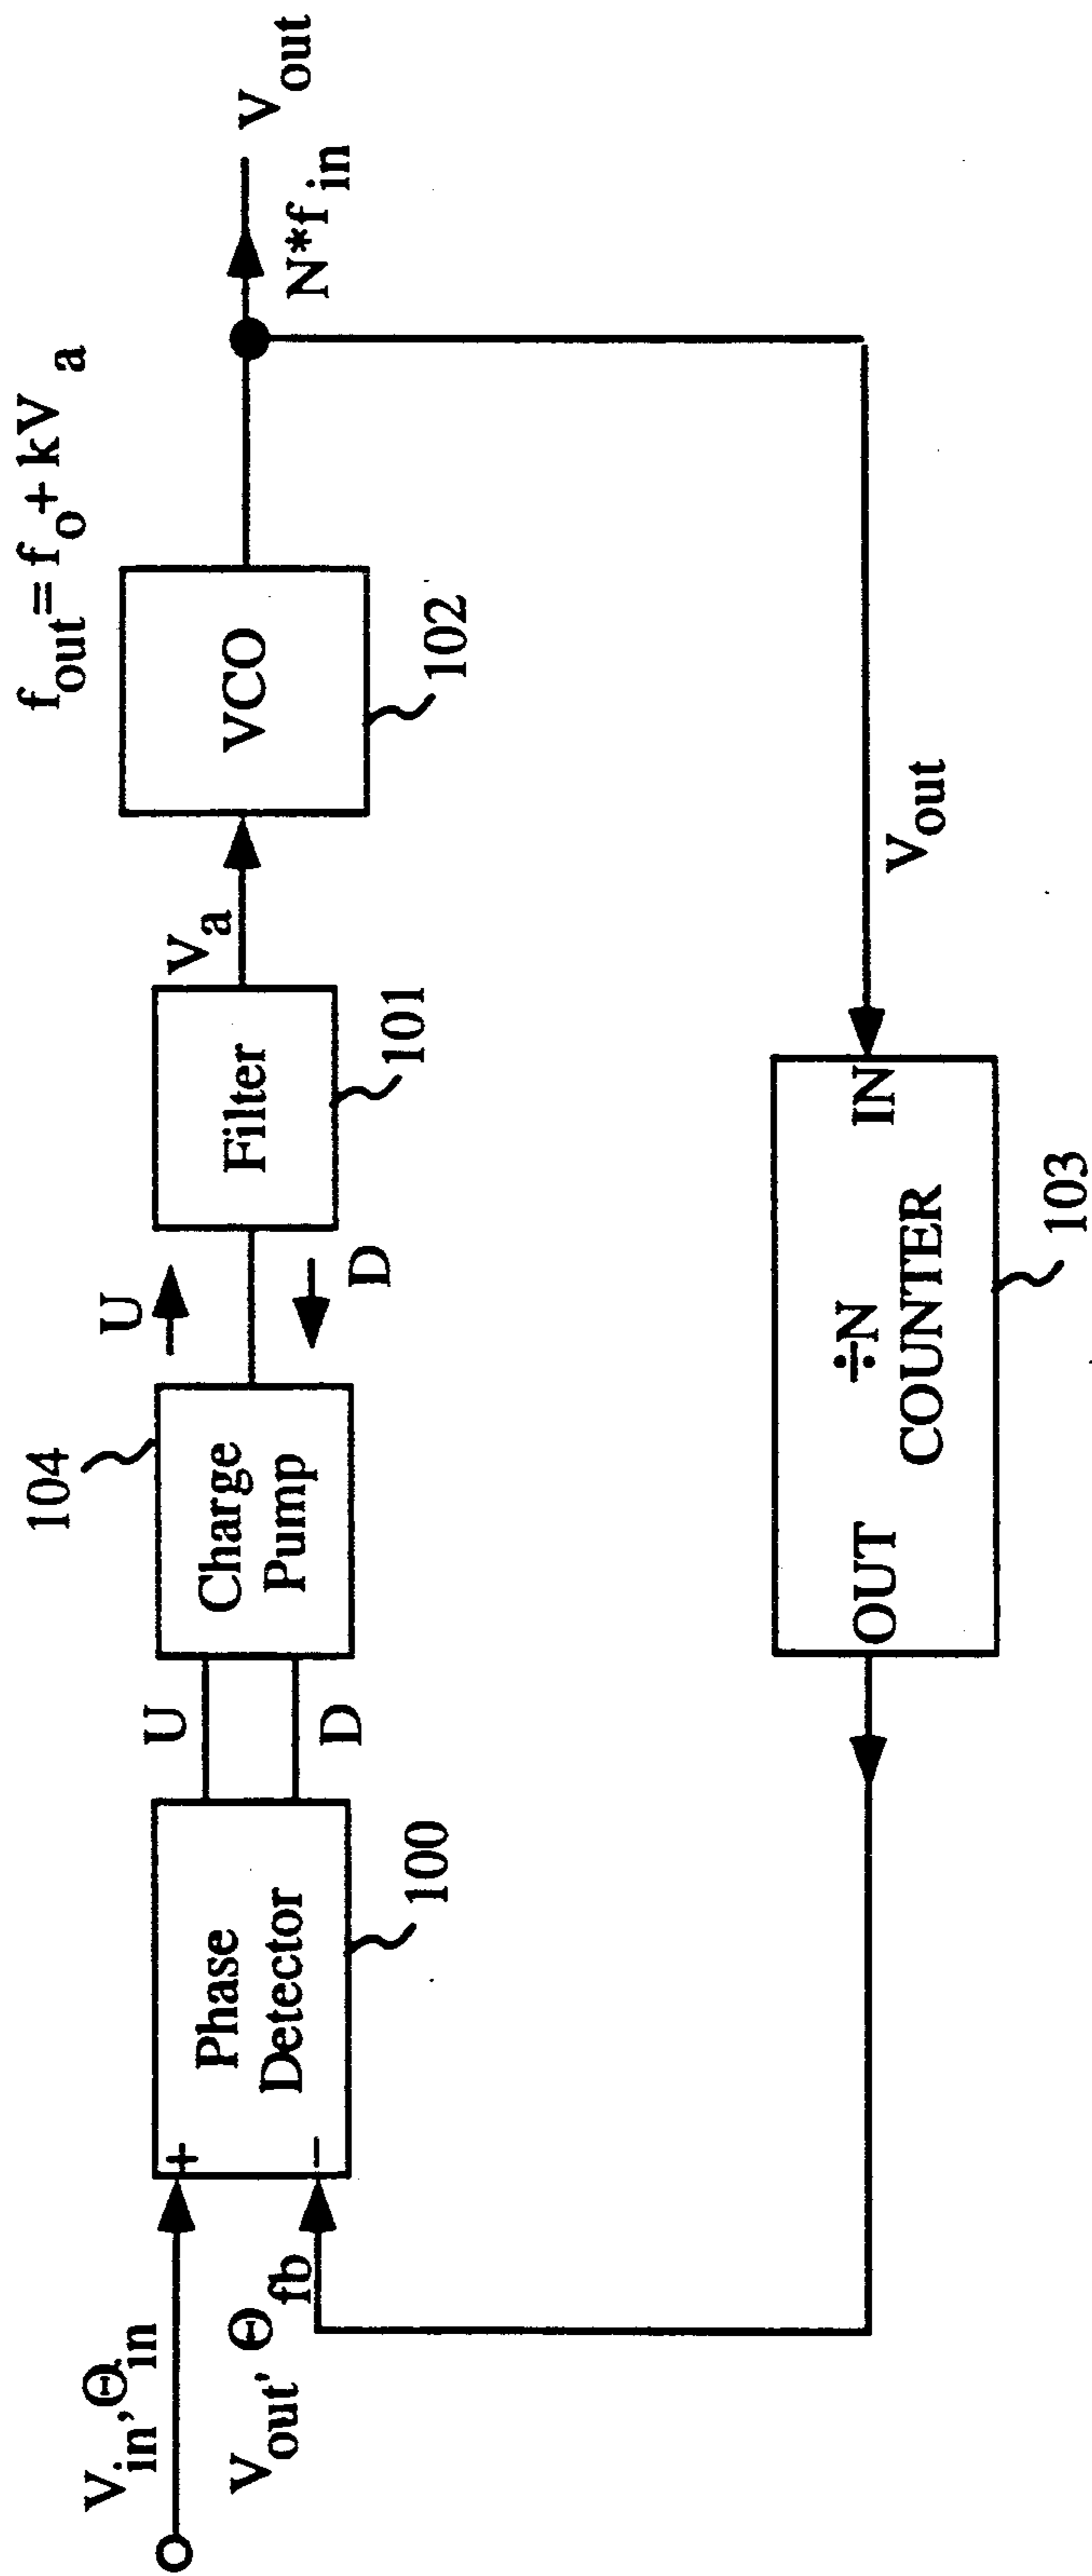 V_in, Θ_in
V_out, Θ_fb
+
−
Phase
Detector
100
U
D
Charge
Pump
104
U
D
Filter
101
V_a
VCO
102
f_out = f_o + kV_a
N*f_in
V_out
V_out
IN
÷N
COUNTER
OUT
103